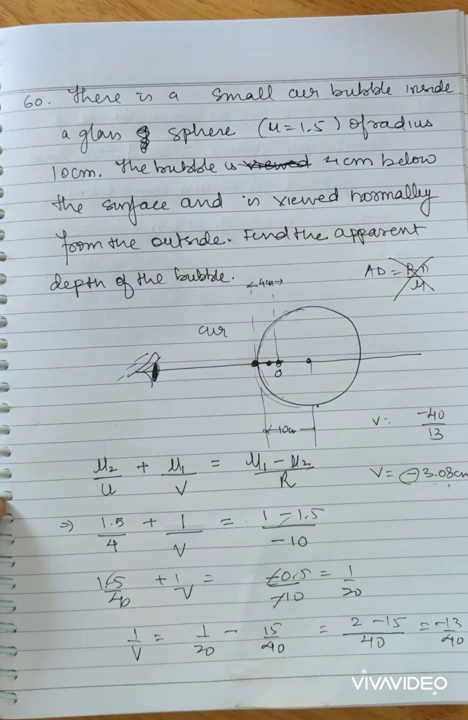 60. There is a small air bubble inside
a glass sphere (u=1.5) of radius
10cm. The bubble is viewed 4cm below
the surface and is viewed normally
from the outside. Find the apparent
depth of the bubble.
AD =
4cm
air
O
10cm
V = -40/13
μ2/u + μ1/V = μ1-μ2/R
V = -3.08cm
⇒ 1.5/4 + 1/V = 1-1.5/-10
+ 1/V = -0.5/-10 = 1/20
1/V = 1/20 - 15/40 = 2-15/40 = -13/40
VIVAVIDEO